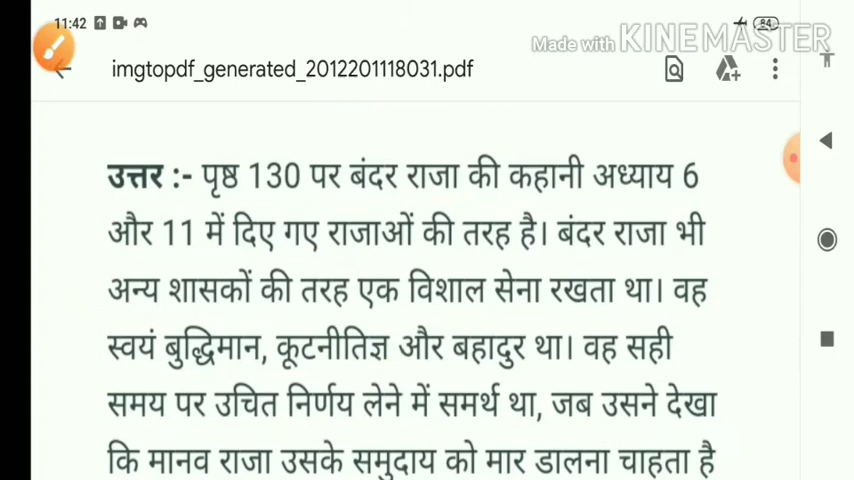 11:42
84
Made with KINEMASTER
imgtopdf_generated_2012201118031.pdf
उत्तर :- पृष्ठ 130 पर बंदर राजा की कहानी अध्याय 6
और 11 में दिए गए राजाओं की तरह है। बंदर राजा भी
अन्य शासकों की तरह एक विशाल सेना रखता था। वह
स्वयं बुद्धिमान, कूटनीतिज्ञ और बहादुर था। वह सही
समय पर उचित निर्णय लेने में समर्थ था, जब उसने देखा
कि मानव राजा उसके समुदाय को मार डालना चाहता है